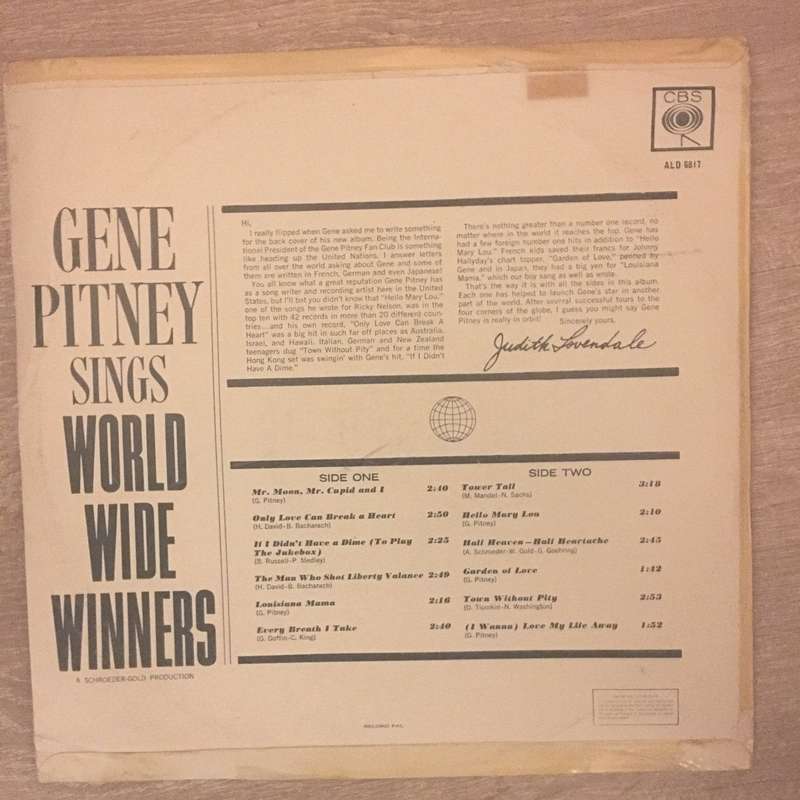 CBS
ALD 6817
GENE
PITNEY
SINGS
WORLD
WIDE
WINNERS
A SCHROEDER-GOLD PRODUCTION
Hi,
I really flipped when Gene asked me to write something
for the back cover of his new album. Being the Interna-
tional President of the Gene Pitney Fan Club is something
like heading up the United Nations. I answer letters
from all over the world asking about Gene and some of
them are written in French, German and even Japanese!
You all know what a great reputation Gene Pitney has
as a song writer and recording artist here in the United
States, but I'll bet you didn't know that "Hello Mary Lou,"
one of the songs he wrote for Ricky Nelson, was in the
top ten with 42 records in more than 20 different coun-
tries...and his own record, "Only Love Can Break A
Heart" was a big hit in such far off places as Australia,
Israel, and Hawaii. Italian, German and New Zealand
teenagers dug "Town Without Pity" and for a time the
Hong Kong set was swingin' with Gene's hit, "If I Didn't
Have A Dime."
There's nothing greater than a number one record, no
matter where in the world it reaches the top. Gene has
had a few foreign number one hits in addition to "Hello
Mary Lou." French kids saved their francs for Johnny
Hallyday's chart topper, "Garden of Love," penned by
Gene and in Japan, they had a big yen for "Louisiana
Mama," which our boy sang as well as wrote.
That's the way it is with all the sides in this album.
Each one has helped to launch Gene's star in another
part of the world. After several successful tours to the
four corners of the globe, I guess you might say Gene
Pitney is really in orbit!
Sincerely yours,
Judith Lovendale
SIDE ONE
Mr. Moon, Mr. Cupid and I 2:40
(G. Pitney)
Only Love Can Break a Heart 2:50
(H. David-B. Bacharach)
If I Didn't Have a Dime (To Play 2:25
The Jukebox)
(B. Russell-P. Medley)
The Man Who Shot Liberty Valance 2:49
(H. David-B. Bacharach)
Louisiana Mama 2:16
(G. Pitney)
Every Breath I Take 2:40
(G. Goffin-C. King)
SIDE TWO
Tower Tall 3:18
(M. Mandel-N. Sachs)
Hello Mary Lou 2:10
(G. Pitney)
Half Heaven-Half Heartache 2:45
(A. Schroeder-W. Gold-G. Goehring)
Garden of Love 1:42
(G. Pitney)
Town Without Pity 2:53
(D. Tiomkin-N. Washington)
(I Wanna) Love My Life Away 1:52
(G. Pitney)